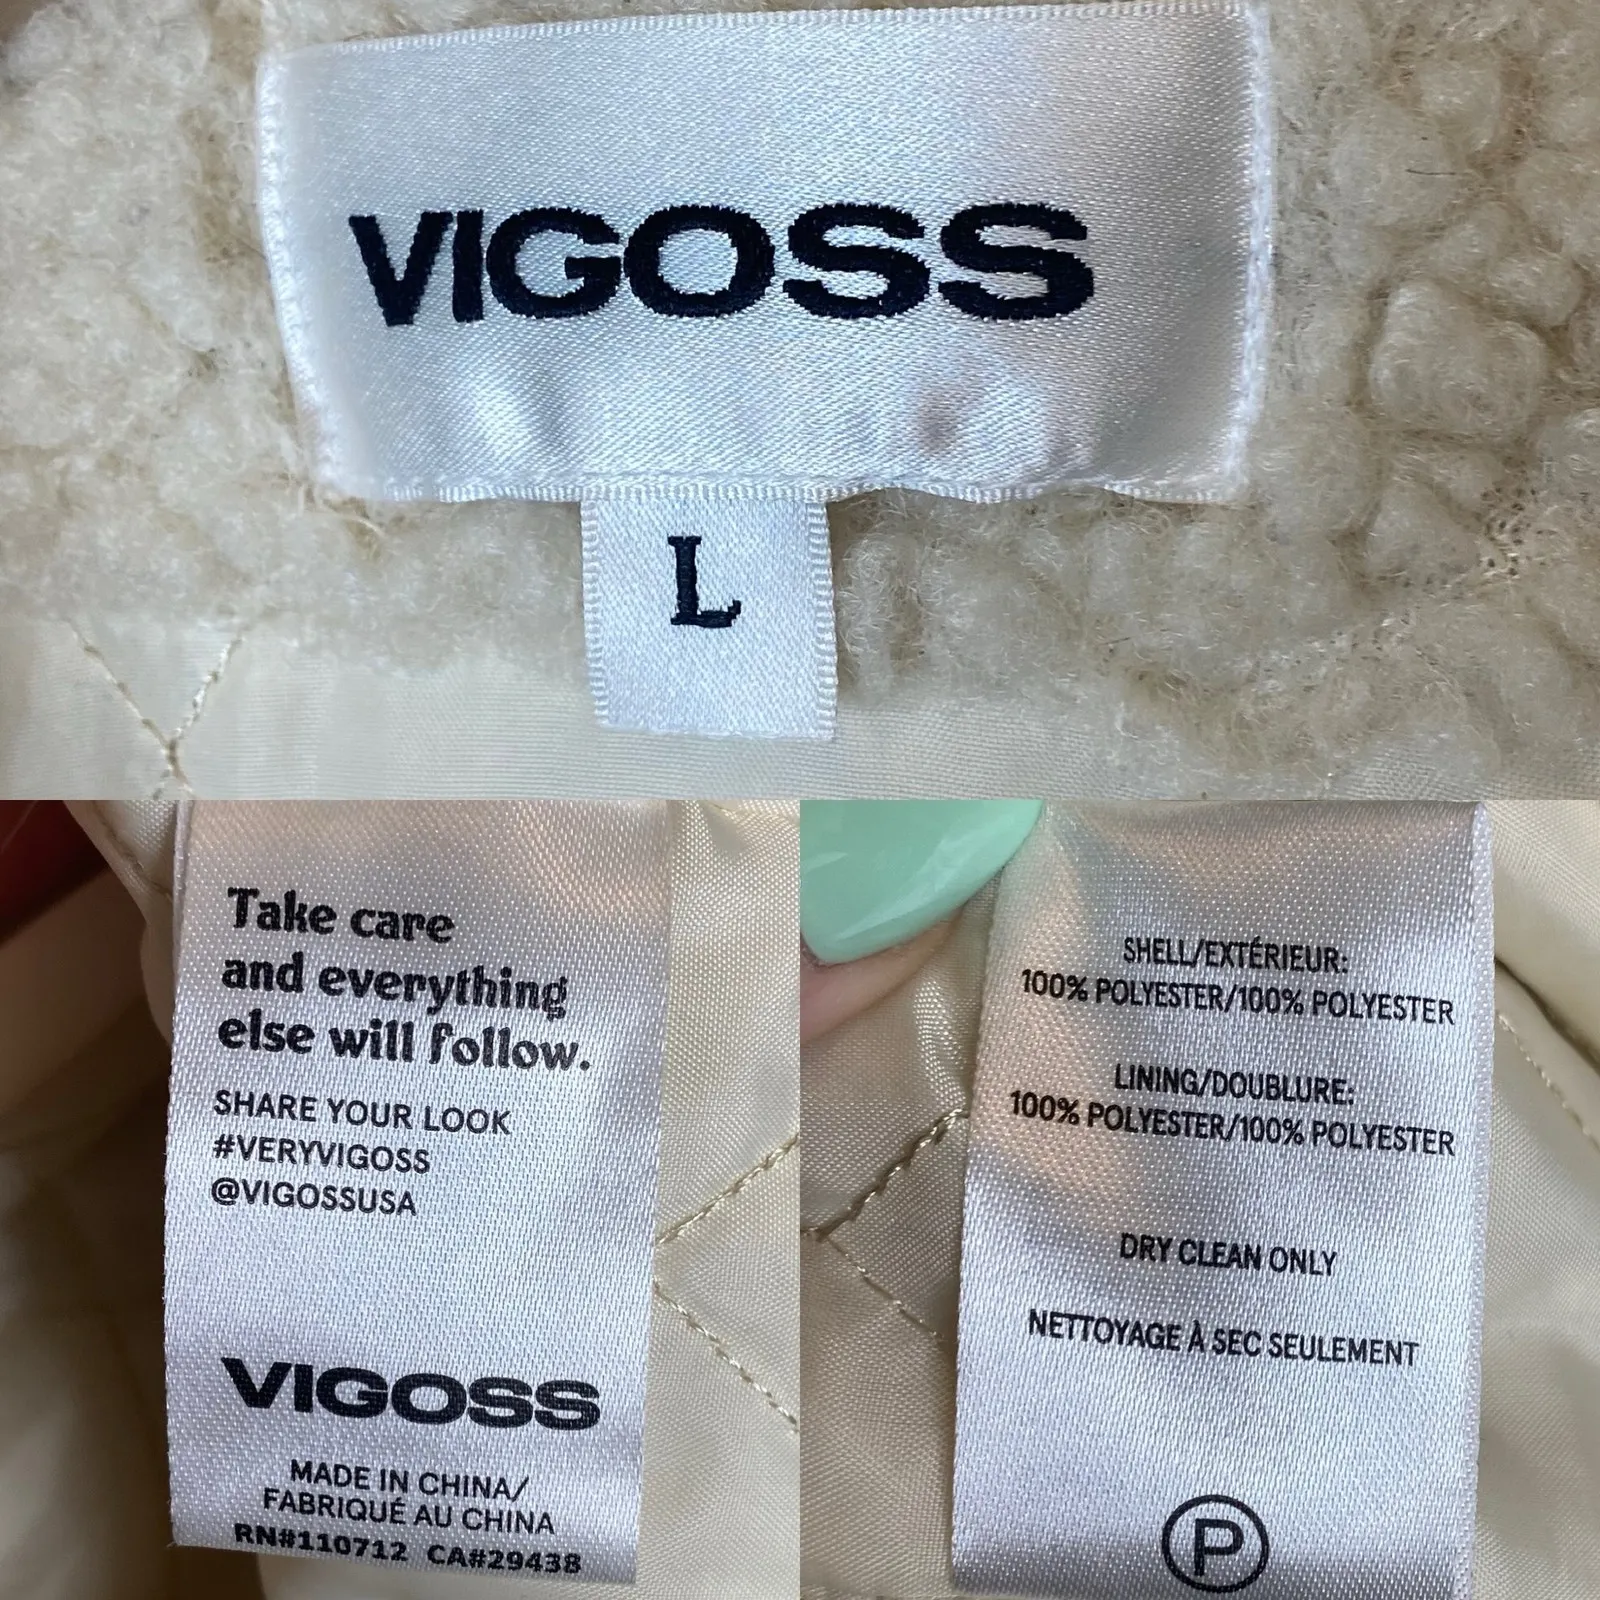 VIGOSS
L
Take care
and everything
else will follow.
SHARE YOUR LOOK
#VERYVIGOSS
@VIGOSSUSA
VIGOSS
MADE IN CHINA/
FABRIQUÉ AU CHINA
RN#110712 CA#29438
SHELL/EXTÉRIEUR:
100% POLYESTER/100% POLYESTER
LINING/DOUBLURE:
100% POLYESTER/100% POLYESTER
DRY CLEAN ONLY
NETTOYAGE À SEC SEULEMENT
P